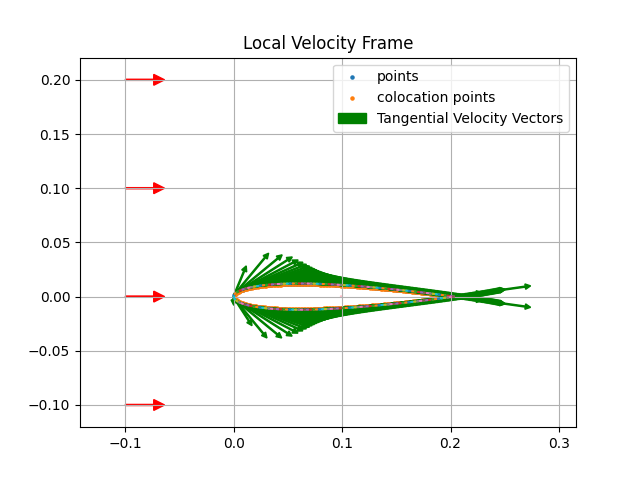 Local Velocity Frame
points
colocation points
Tangential Velocity Vectors
0.20
0.15
0.10
0.05
0.00
−0.05
−0.10
−0.1 0.0 0.1 0.2 0.3